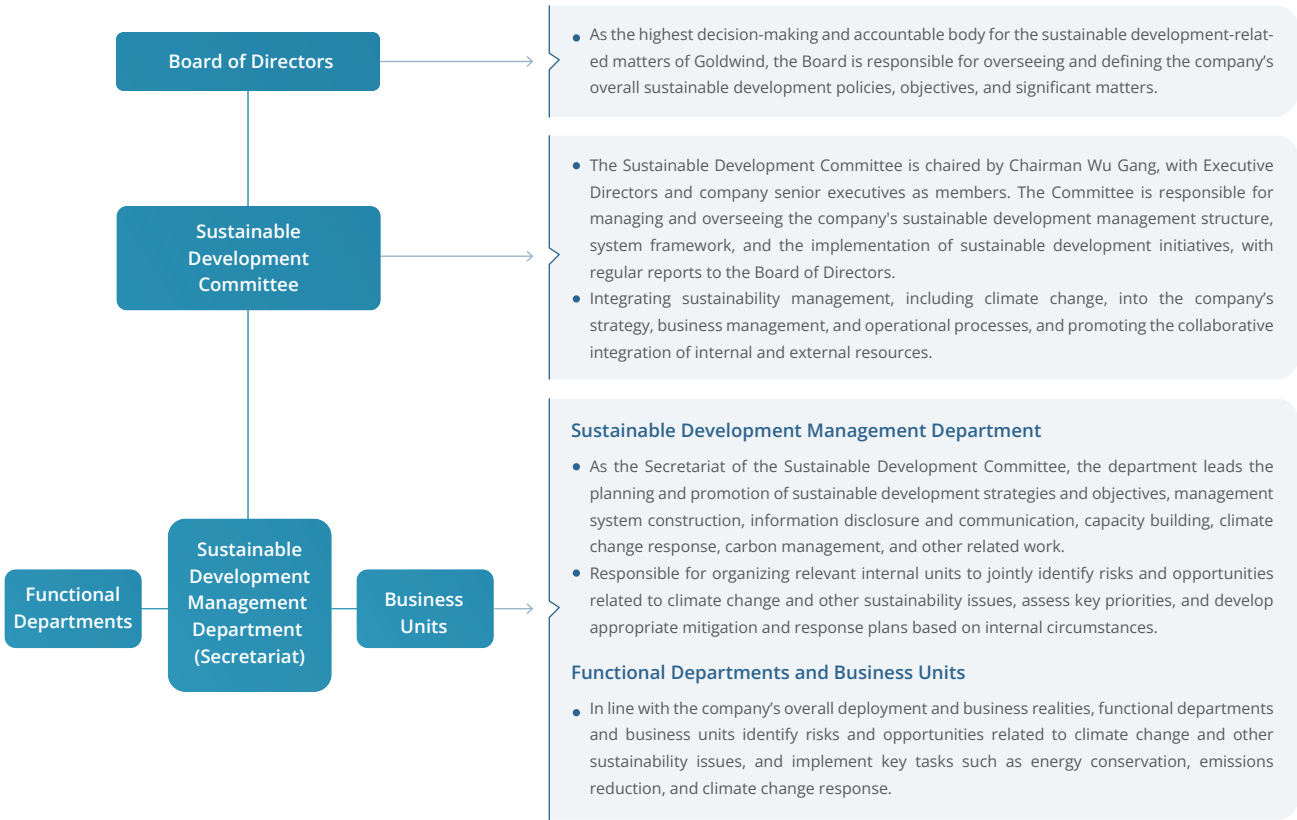 Board of Directors
As the highest decision-making and accountable body for the sustainable development-relat-
ed matters of Goldwind, the Board is responsible for overseeing and defining the company’s
overall sustainable development policies, objectives, and significant matters.
Sustainable
Development
Committee
The Sustainable Development Committee is chaired by Chairman Wu Gang, with Executive
Directors and company senior executives as members. The Committee is responsible for
managing and overseeing the company's sustainable development management structure,
system framework, and the implementation of sustainable development initiatives, with
regular reports to the Board of Directors.
Integrating sustainability management, including climate change, into the company’s
strategy, business management, and operational processes, and promoting the collaborative
integration of internal and external resources.
Functional
Departments
Sustainable
Development
Management
Department
(Secretariat)
Business
Units
Sustainable Development Management Department
As the Secretariat of the Sustainable Development Committee, the department leads the
planning and promotion of sustainable development strategies and objectives, management
system construction, information disclosure and communication, capacity building, climate
change response, carbon management, and other related work.
Responsible for organizing relevant internal units to jointly identify risks and opportunities
related to climate change and other sustainability issues, assess key priorities, and develop
appropriate mitigation and response plans based on internal circumstances.
Functional Departments and Business Units
In line with the company’s overall deployment and business realities, functional departments
and business units identify risks and opportunities related to climate change and other
sustainability issues, and implement key tasks such as energy conservation, emissions
reduction, and climate change response.